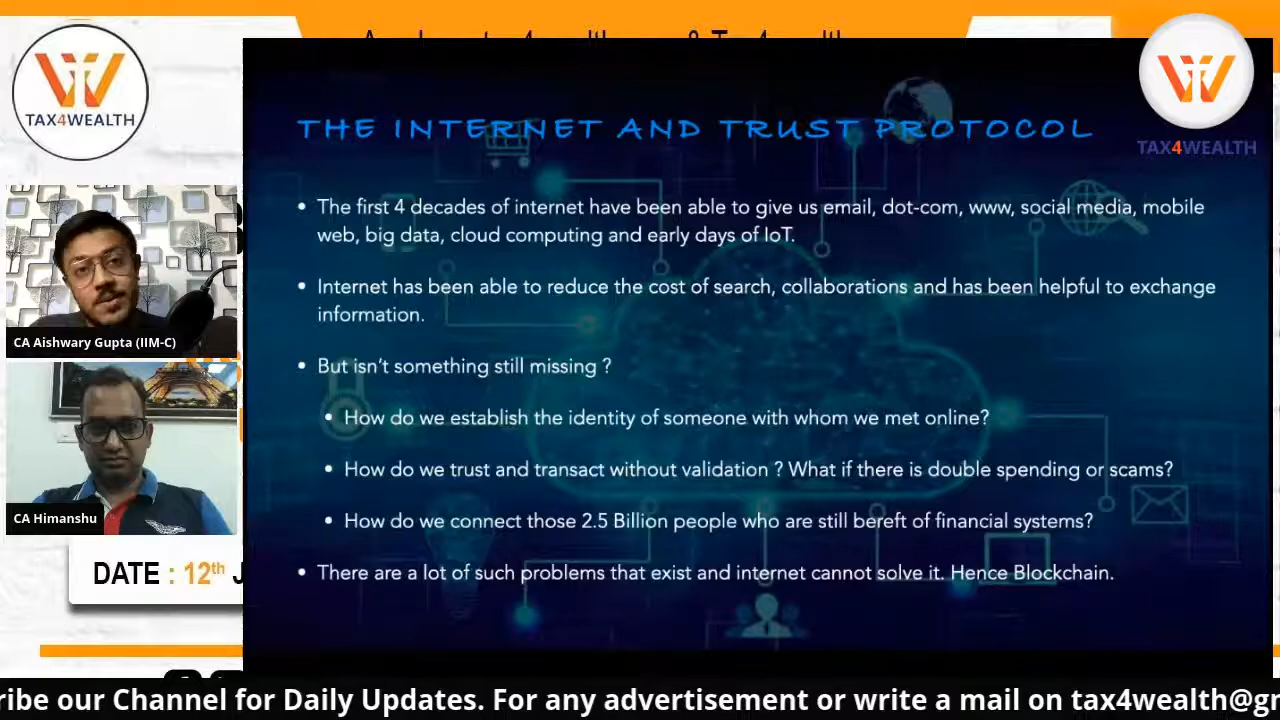 TAX4WEALTH
TAX4WEALTH
THE INTERNET AND TRUST PROTOCOL
• The first 4 decades of internet have been able to give us email, dot-com, www, social media, mobile
web, big data, cloud computing and early days of IoT.
• Internet has been able to reduce the cost of search, collaborations and has been helpful to exchange
information.
• But isn't something still missing ?
• How do we establish the identity of someone with whom we met online?
• How do we trust and transact without validation ? What if there is double spending or scams?
• How do we connect those 2.5 Billion people who are still bereft of financial systems?
• There are a lot of such problems that exist and internet cannot solve it. Hence Blockchain.
CA Aishwary Gupta (IIM-C)
CA Himanshu
DATE : 12th J
ribe our Channel for Daily Updates. For any advertisement or write a mail on tax4wealth@g